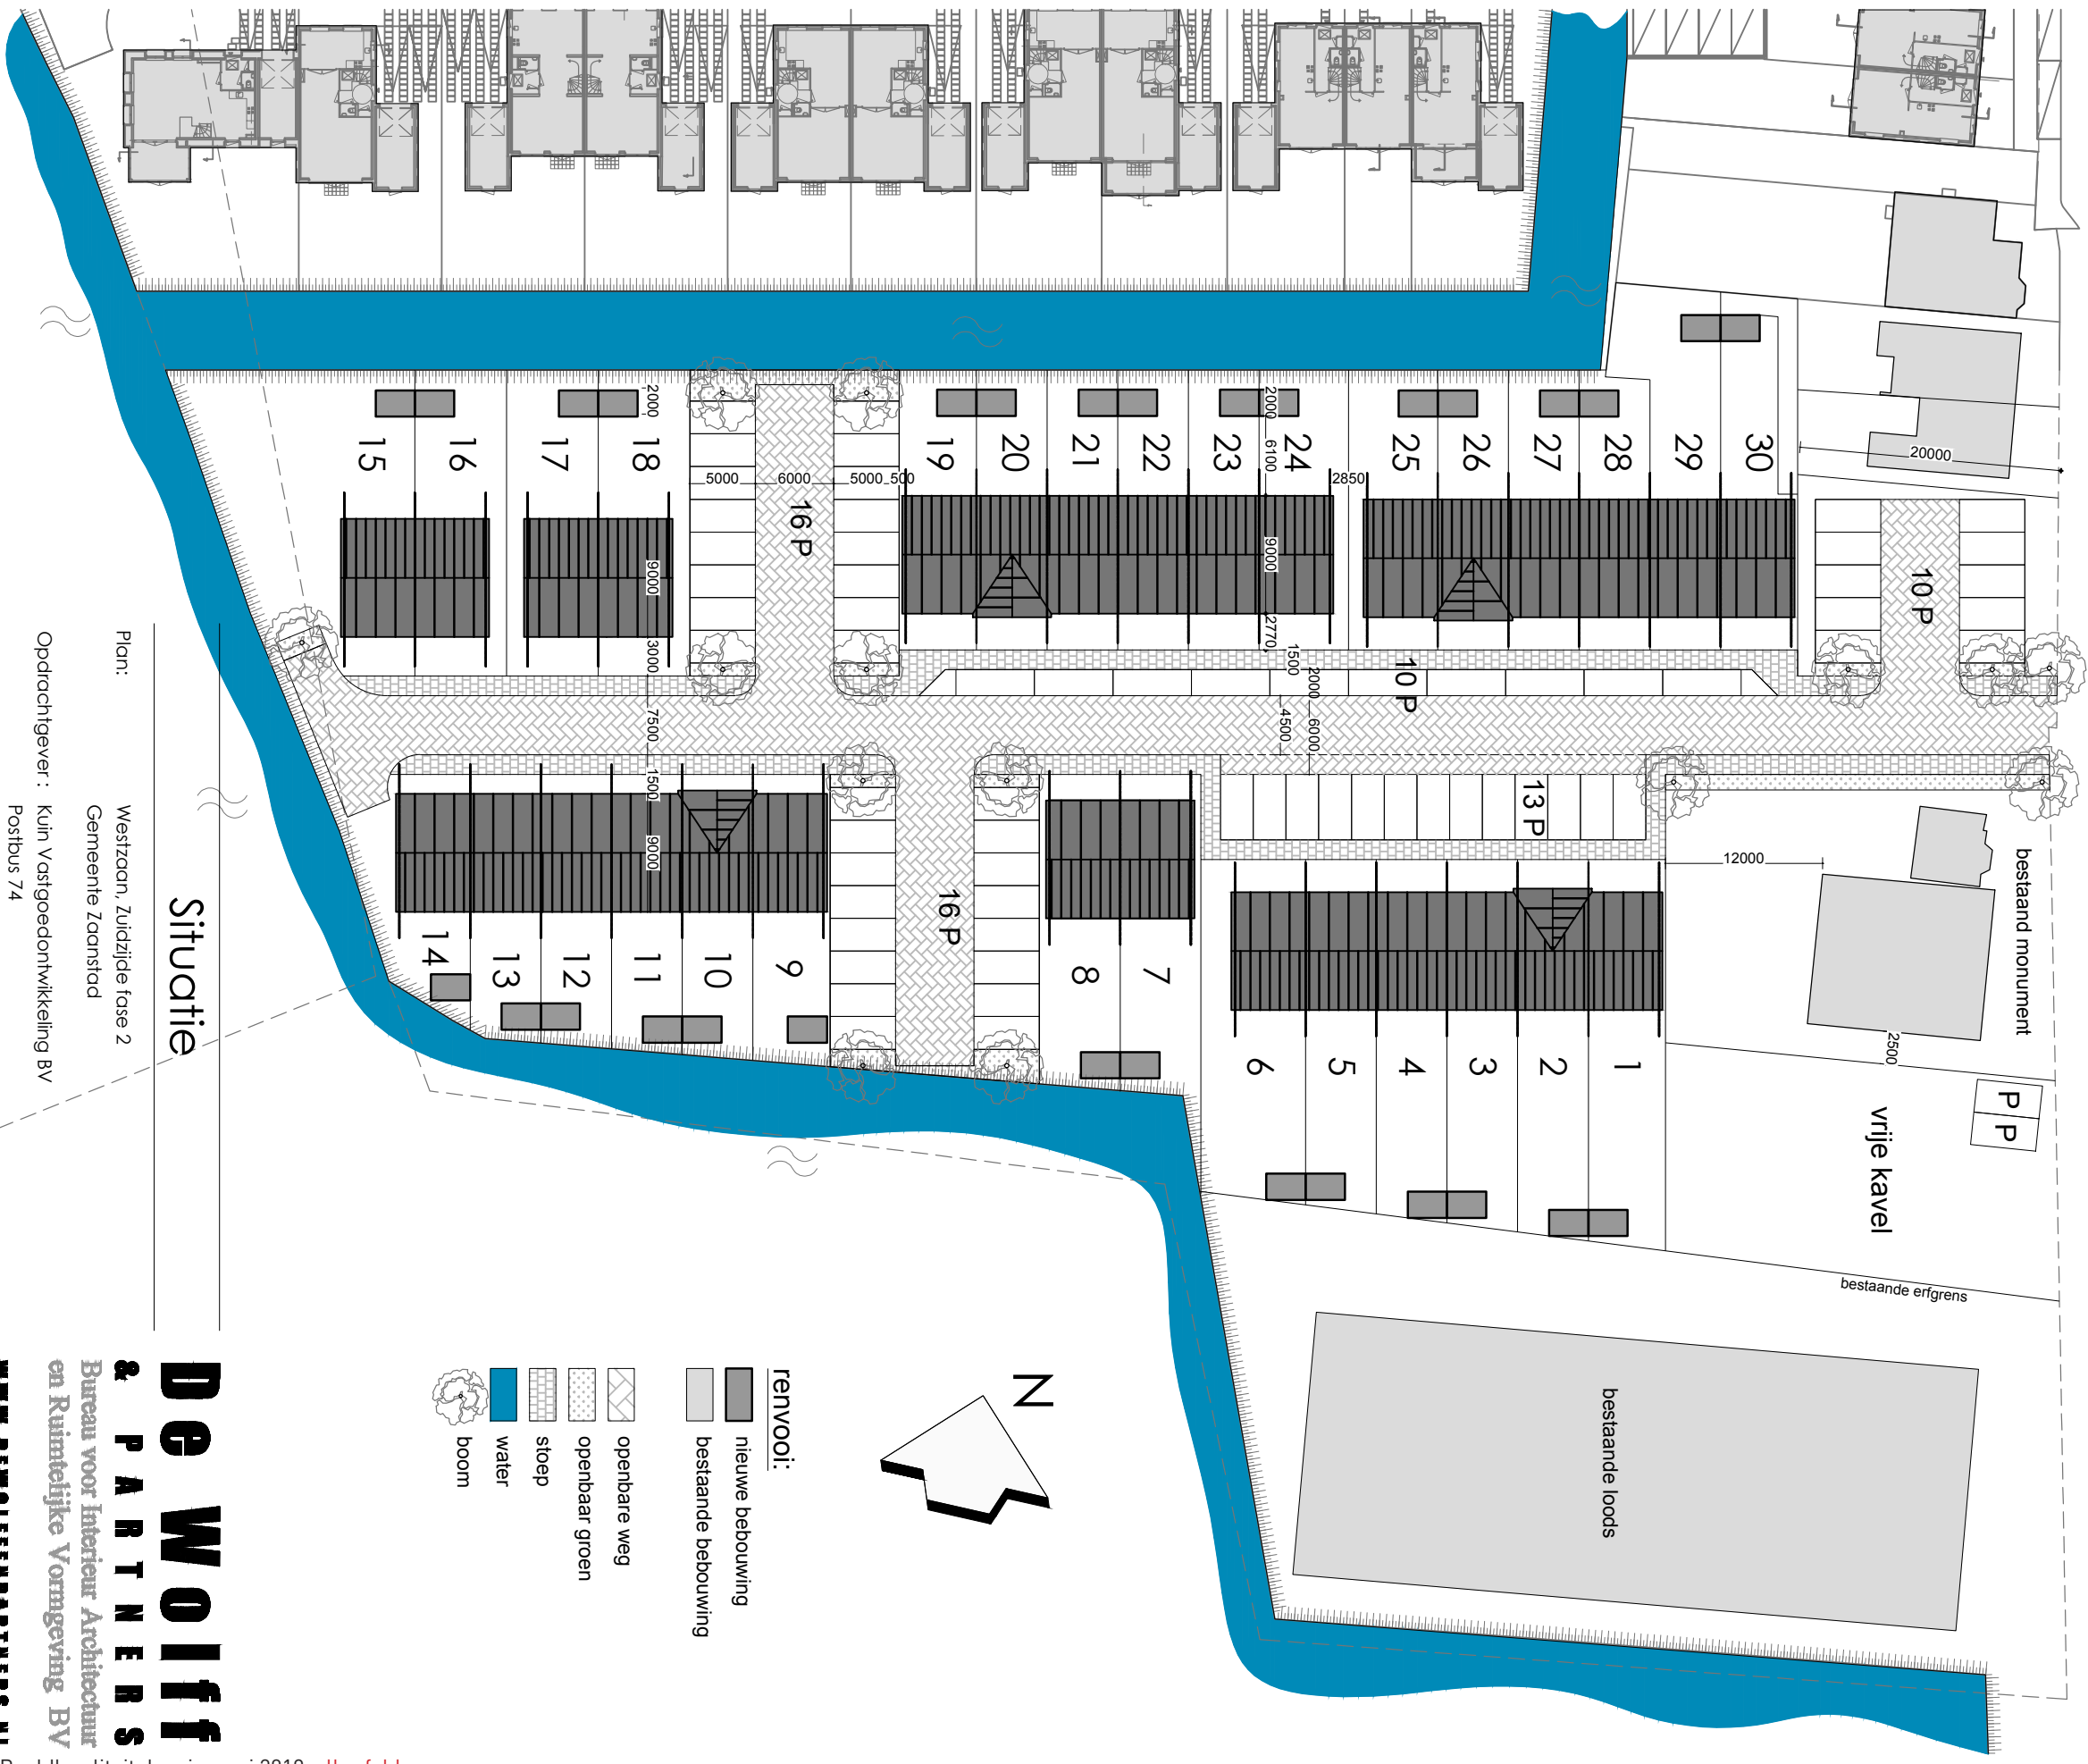 15
16
17
18
19
20
21
22
23
24
25
26
27
28
29
30
2000
2000
6100
20000
5000
6000
5000
500
2850
16 P
10 P
9000
9000
3000
2770
1500
2000
10 P
7500
4500
6000
1500
9000
13 P
16 P
12000
bestaand monument
2500
14
13
12
11
10
9
8
7
6
5
4
3
2
1
P
P
vrije kavel
bestaande erfgrens
bestaande loods
N
renvooi:
nieuwe bebouwing
bestaande bebouwing
openbare weg
openbaar groen
stoep
water
boom
Situatie
Plan: Westzaan, Zuidzijde fase 2
Gemeente Zaanstad
Opdrachtgever : Kuin Vastgoedontwikkeling BV
Postbus 74
De Wolff
& PARTNERS
Bureau voor Interieur Architectuur
en Ruimtelijke Vormgeving BV